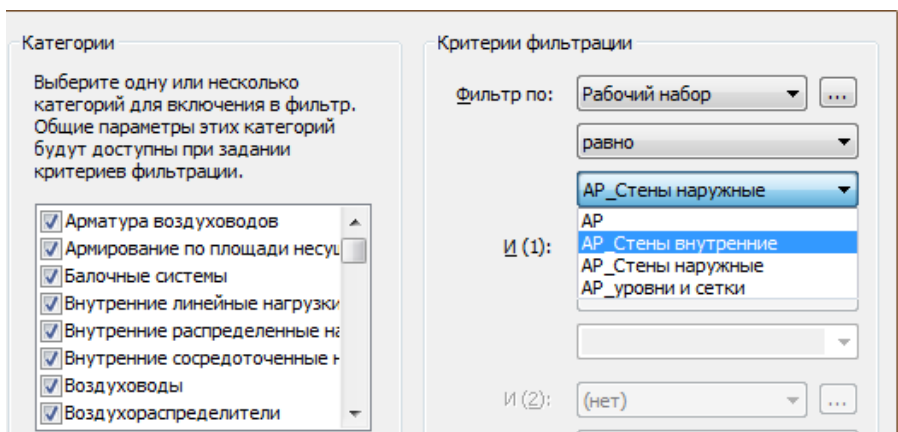 Категории
Выберите одну или несколько
категорий для включения в фильтр.
Общие параметры этих категорий
будут доступны при задании
критериев фильтрации.
Арматура воздуховодов
Армирование по площади несущ
Балочные системы
Внутренние линейные нагрузки
Внутренние распределенные на
Внутренние сосредоточенные н
Воздуховоды
Воздухораспределители
Критерии фильтрации
Фильтр по: Рабочий набор ...
равно
АР_Стены наружные
АР
И (1): АР_Стены внутренние
АР_Стены наружные
АР_уровни и сетки
И (2): (нет) ...